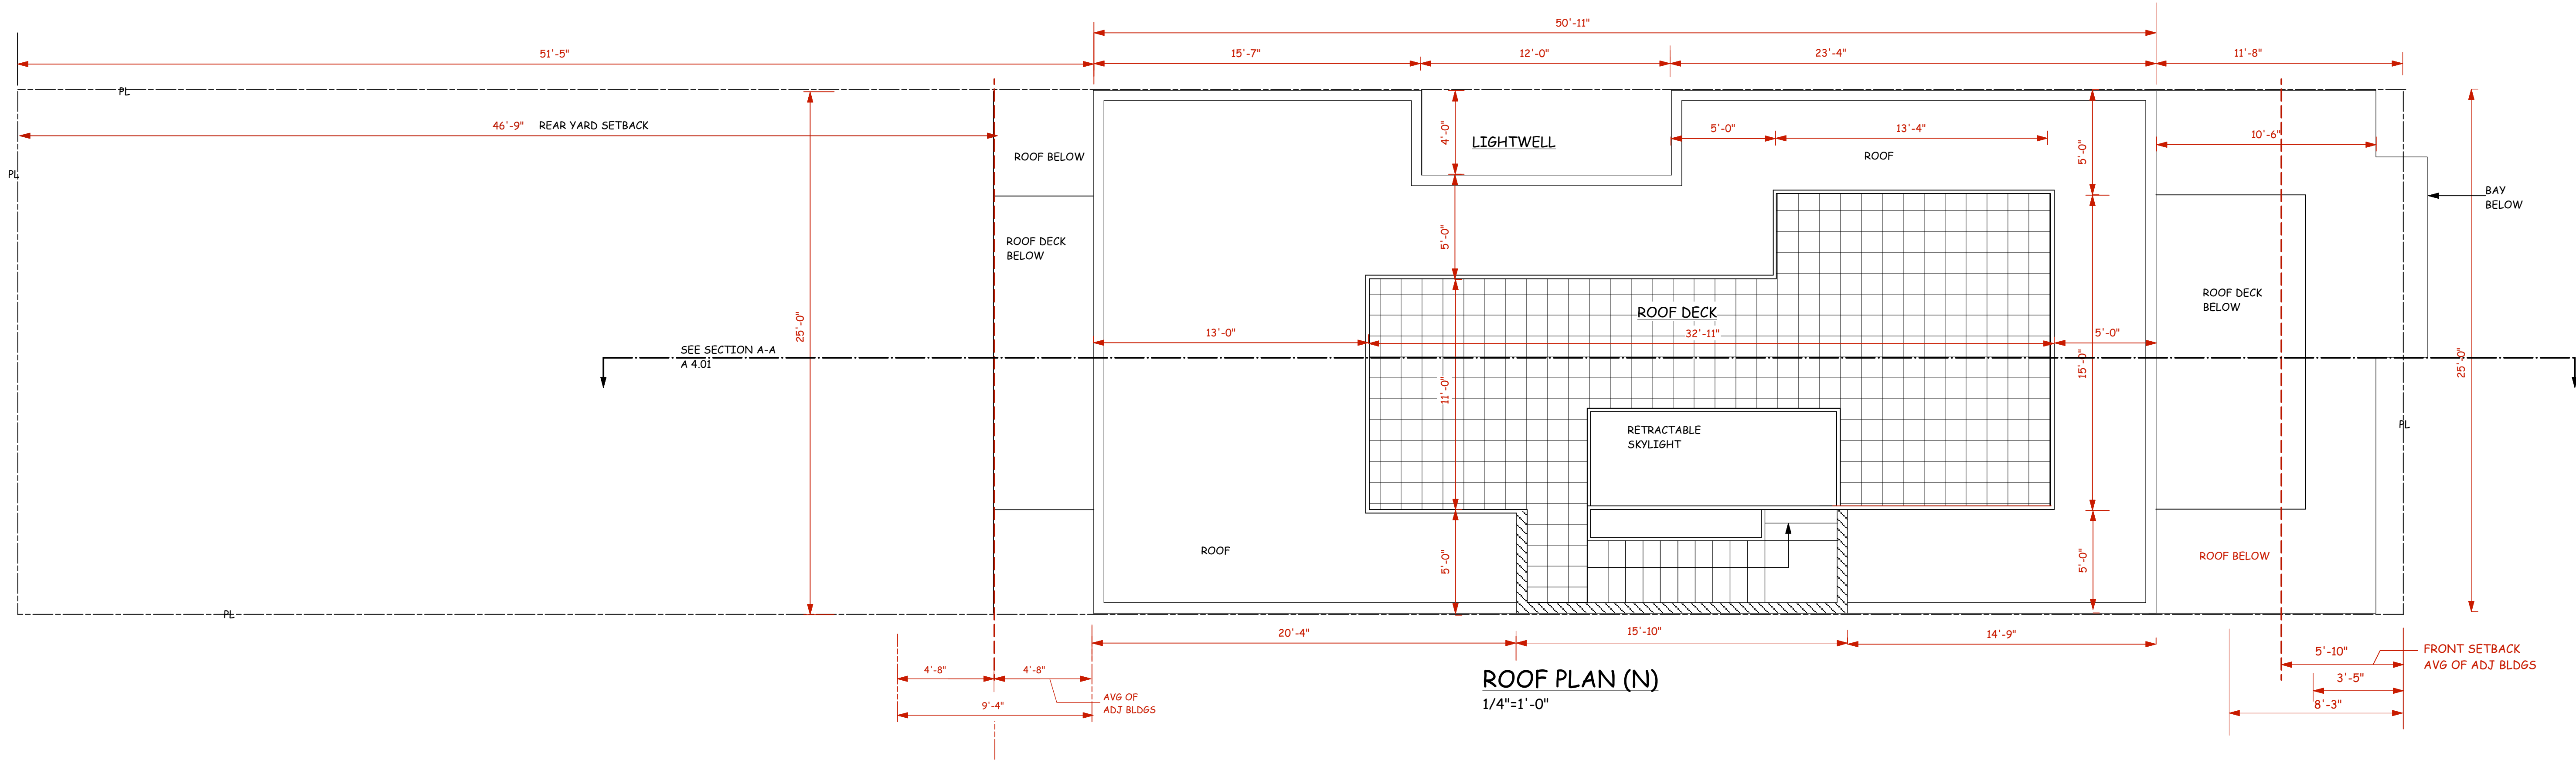 50'-11"
51'-5"
15'-7"
12'-0"
23'-4"
11'-8"
PL
46'-9" REAR YARD SETBACK
4'-0"
LIGHTWELL
5'-0"
13'-4"
10'-6"
ROOF BELOW
ROOF
5'-0"
PL
BAY
BELOW
ROOF DECK
BELOW
5'-0"
ROOF DECK
BELOW
ROOF DECK
25'-0"
13'-0"
32'-11"
5'-0"
SEE SECTION A-A
A 4.01
15'-0"
25'-0"
11'-0"
RETRACTABLE
SKYLIGHT
PL
ROOF
5'-0"
5'-0"
ROOF BELOW
PL
20'-4"
15'-10"
14'-9"
5'-10"
FRONT SETBACK
AVG OF ADJ BLDGS
4'-8"
4'-8"
3'-5"
AVG OF
ADJ BLDGS
9'-4"
8'-3"
ROOF PLAN (N)
1/4"=1'-0"